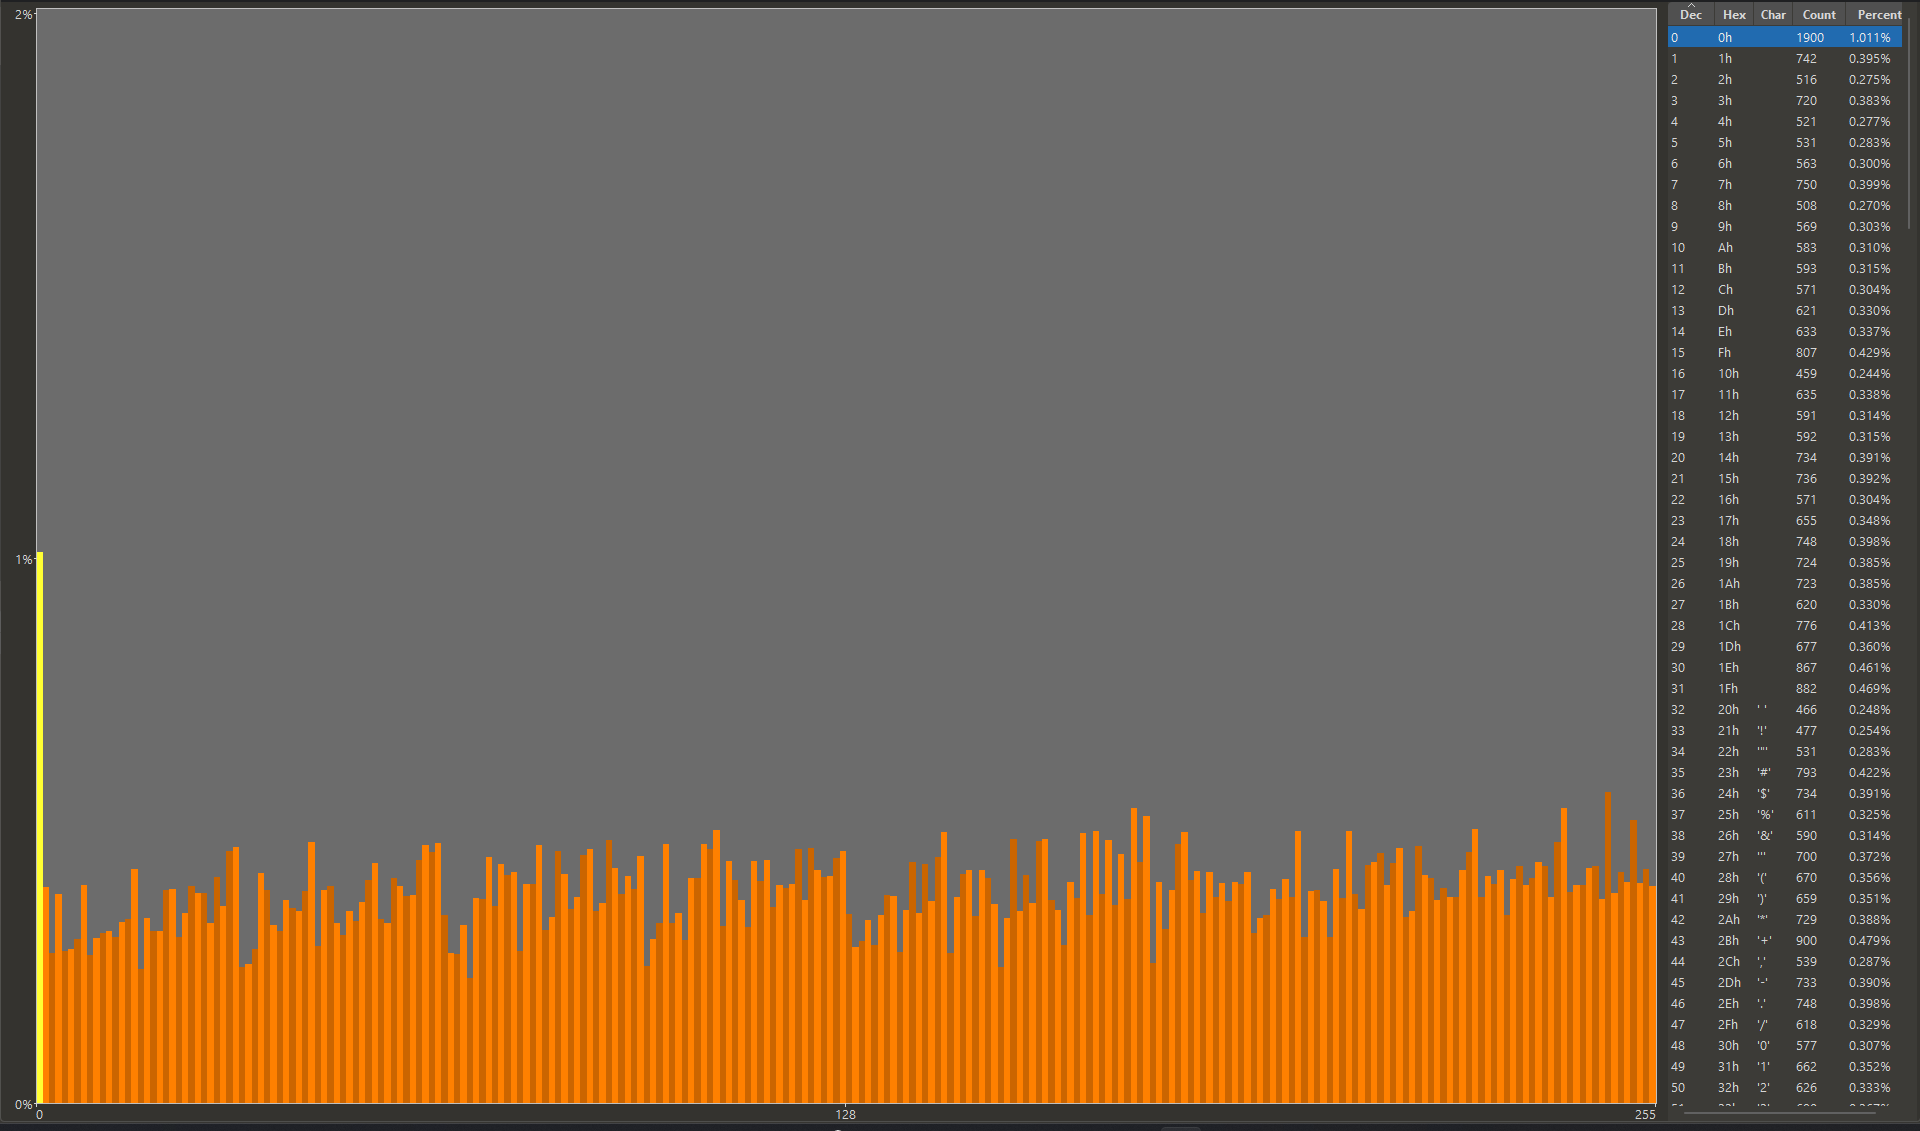 2%
1%
0%
0 128 255
Dec Hex Char Count Percent
0 0h 1900 1.011%
1 1h 742 0.395%
2 2h 516 0.275%
3 3h 720 0.383%
4 4h 521 0.277%
5 5h 531 0.283%
6 6h 563 0.300%
7 7h 750 0.399%
8 8h 508 0.270%
9 9h 569 0.303%
10 Ah 583 0.310%
11 Bh 593 0.315%
12 Ch 571 0.304%
13 Dh 621 0.330%
14 Eh 633 0.337%
15 Fh 807 0.429%
16 10h 459 0.244%
17 11h 635 0.338%
18 12h 591 0.314%
19 13h 592 0.315%
20 14h 734 0.391%
21 15h 736 0.392%
22 16h 571 0.304%
23 17h 655 0.348%
24 18h 748 0.398%
25 19h 724 0.385%
26 1Ah 723 0.385%
27 1Bh 620 0.330%
28 1Ch 776 0.413%
29 1Dh 677 0.360%
30 1Eh 867 0.461%
31 1Fh 882 0.469%
32 20h ' ' 466 0.248%
33 21h '!' 477 0.254%
34 22h '"' 531 0.283%
35 23h '#' 793 0.422%
36 24h '$' 734 0.391%
37 25h '%' 611 0.325%
38 26h '&' 590 0.314%
39 27h ''' 700 0.372%
40 28h '(' 670 0.356%
41 29h ')' 659 0.351%
42 2Ah '*' 729 0.388%
43 2Bh '+' 900 0.479%
44 2Ch ',' 539 0.287%
45 2Dh '-' 733 0.390%
46 2Eh '.' 748 0.398%
47 2Fh '/' 618 0.329%
48 30h '0' 577 0.307%
49 31h '1' 662 0.352%
50 32h '2' 626 0.333%